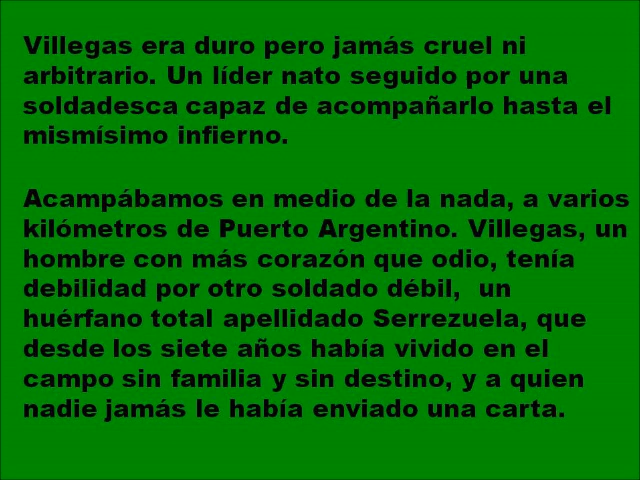 Villegas era duro pero jamás cruel ni
arbitrario. Un líder nato seguido por una
soldadesca capaz de acompañarlo hasta el
mismísimo infierno.
Acampábamos en medio de la nada, a varios
kilómetros de Puerto Argentino. Villegas, un
hombre con más corazón que odio, tenía
debilidad por otro soldado débil,  un
huérfano total apellidado Serrezuela, que
desde los siete años había vivido en el
campo sin familia y sin destino, y a quien
nadie jamás le había enviado una carta.